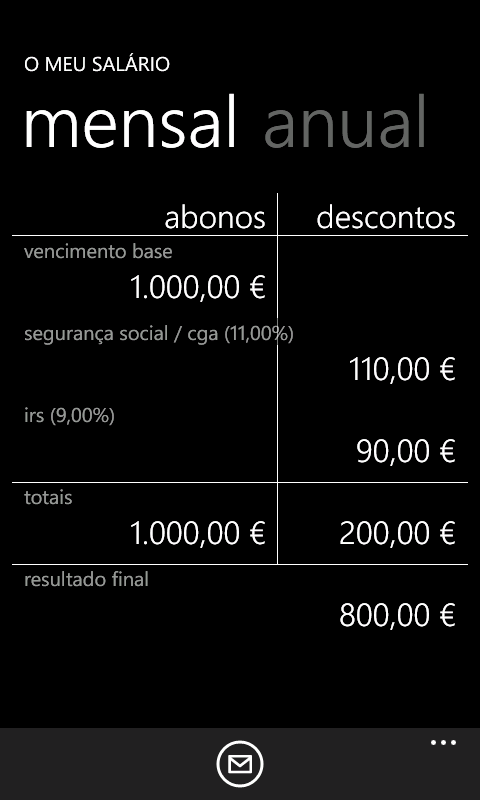 O MEU SALÁRIO
mensal anual
abonos descontos
vencimento base
1.000,00 €
segurança social / cga (11,00%)
110,00 €
irs (9,00%)
90,00 €
totais
1.000,00 € 200,00 €
resultado final
800,00 €